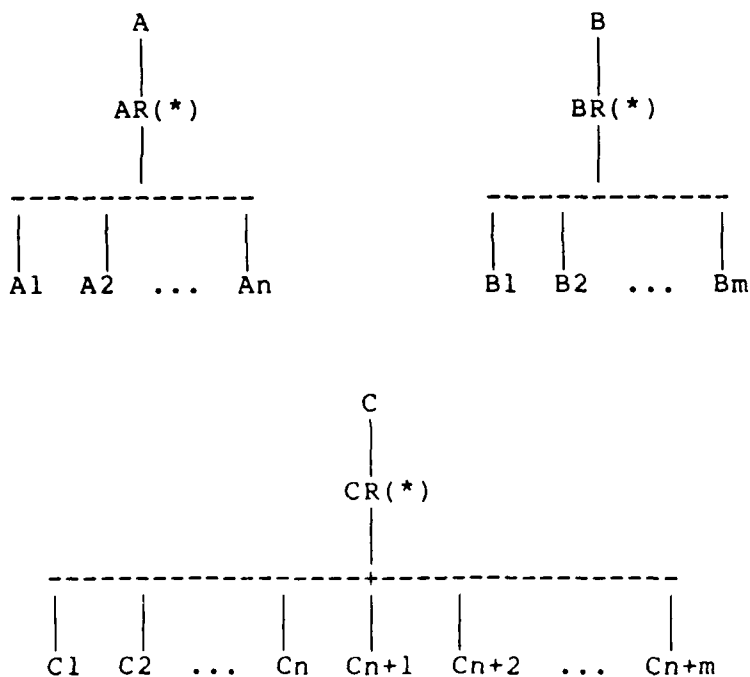 A B
AR(*) BR(*)
A1 A2 ... An B1 B2 ... Bm
C
CR(*)
C1 C2 ... Cn Cn+1 Cn+2 ... Cn+m